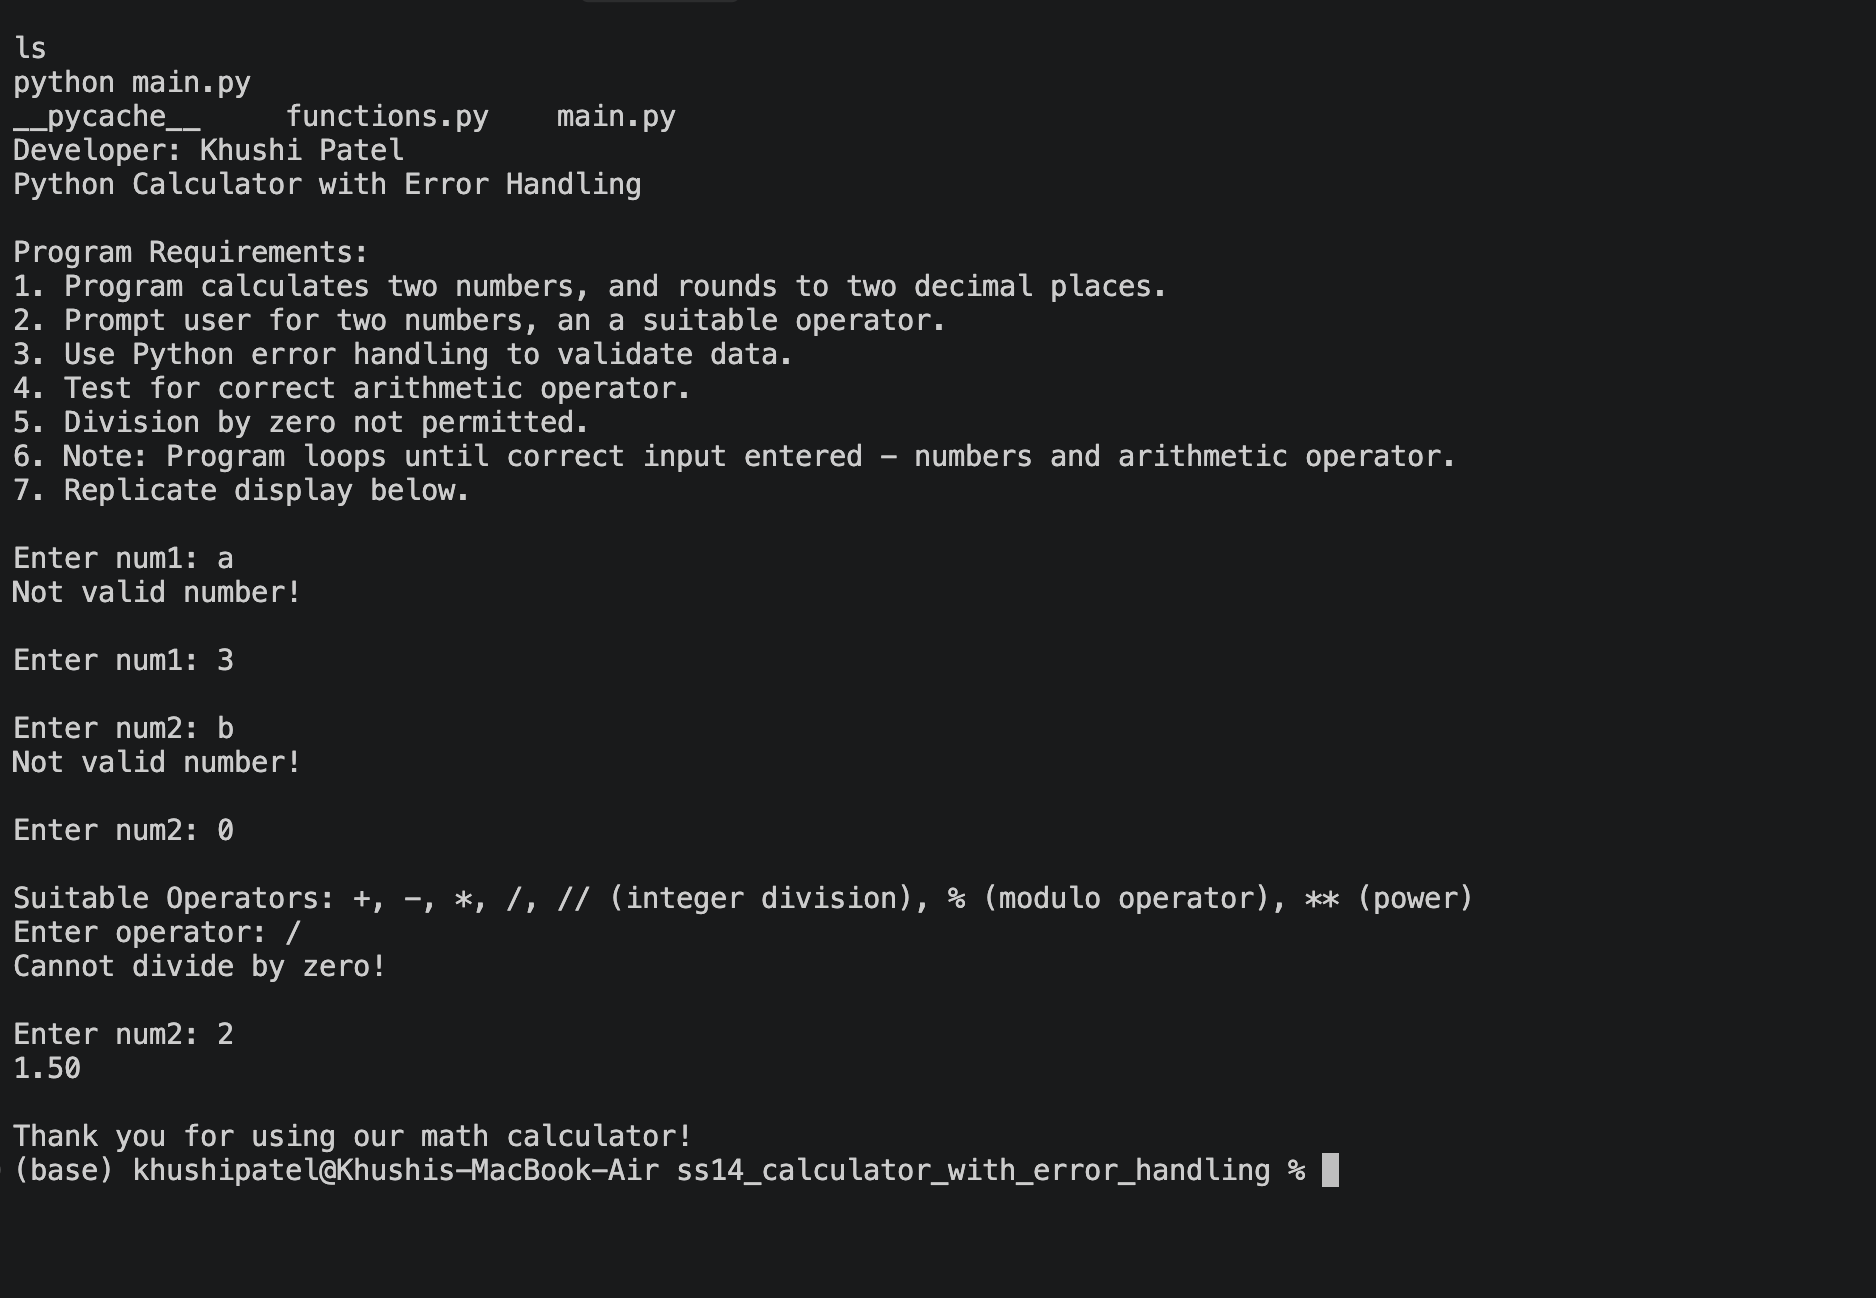 ls
python main.py
__pycache__     functions.py    main.py
Developer: Khushi Patel
Python Calculator with Error Handling
Program Requirements:
1. Program calculates two numbers, and rounds to two decimal places.
2. Prompt user for two numbers, an a suitable operator.
3. Use Python error handling to validate data.
4. Test for correct arithmetic operator.
5. Division by zero not permitted.
6. Note: Program loops until correct input entered - numbers and arithmetic operator.
7. Replicate display below.
Enter num1: a
Not valid number!
Enter num1: 3
Enter num2: b
Not valid number!
Enter num2: 0
Suitable Operators: +, -, *, /, // (integer division), % (modulo operator), ** (power)
Enter operator: /
Cannot divide by zero!
Enter num2: 2
1.50
Thank you for using our math calculator!
(base) khushipatel@Khushis-MacBook-Air ss14_calculator_with_error_handling %